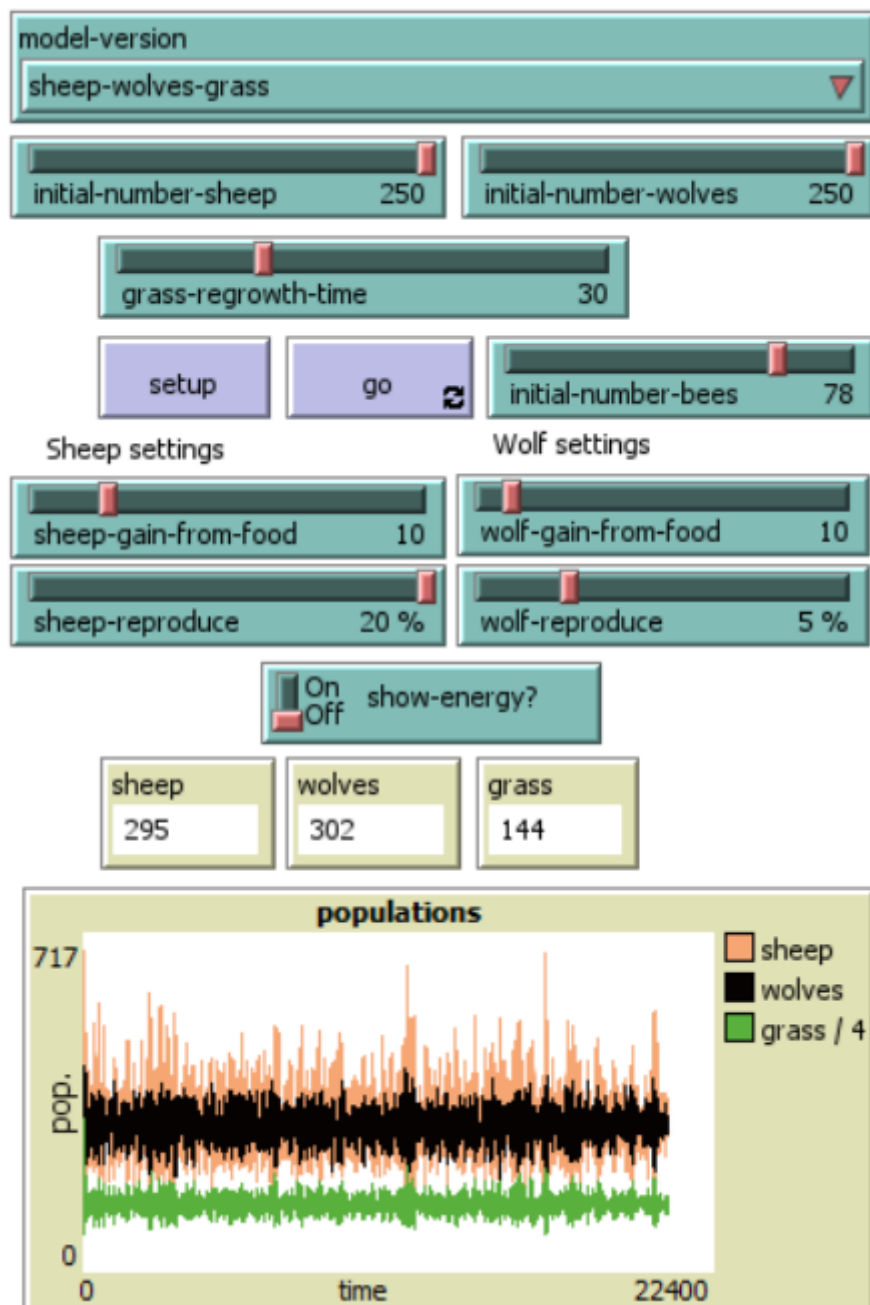 model-version
sheep-wolves-grass
initial-number-sheep 250
initial-number-wolves 250
grass-regrowth-time 30
setup
go
initial-number-bees 78
Sheep settings
Wolf settings
sheep-gain-from-food 10
wolf-gain-from-food 10
sheep-reproduce 20 %
wolf-reproduce 5 %
On
Off
show-energy?
sheep
295
wolves
302
grass
144
populations
717
pop.
0
0
time
22400
sheep
wolves
grass / 4